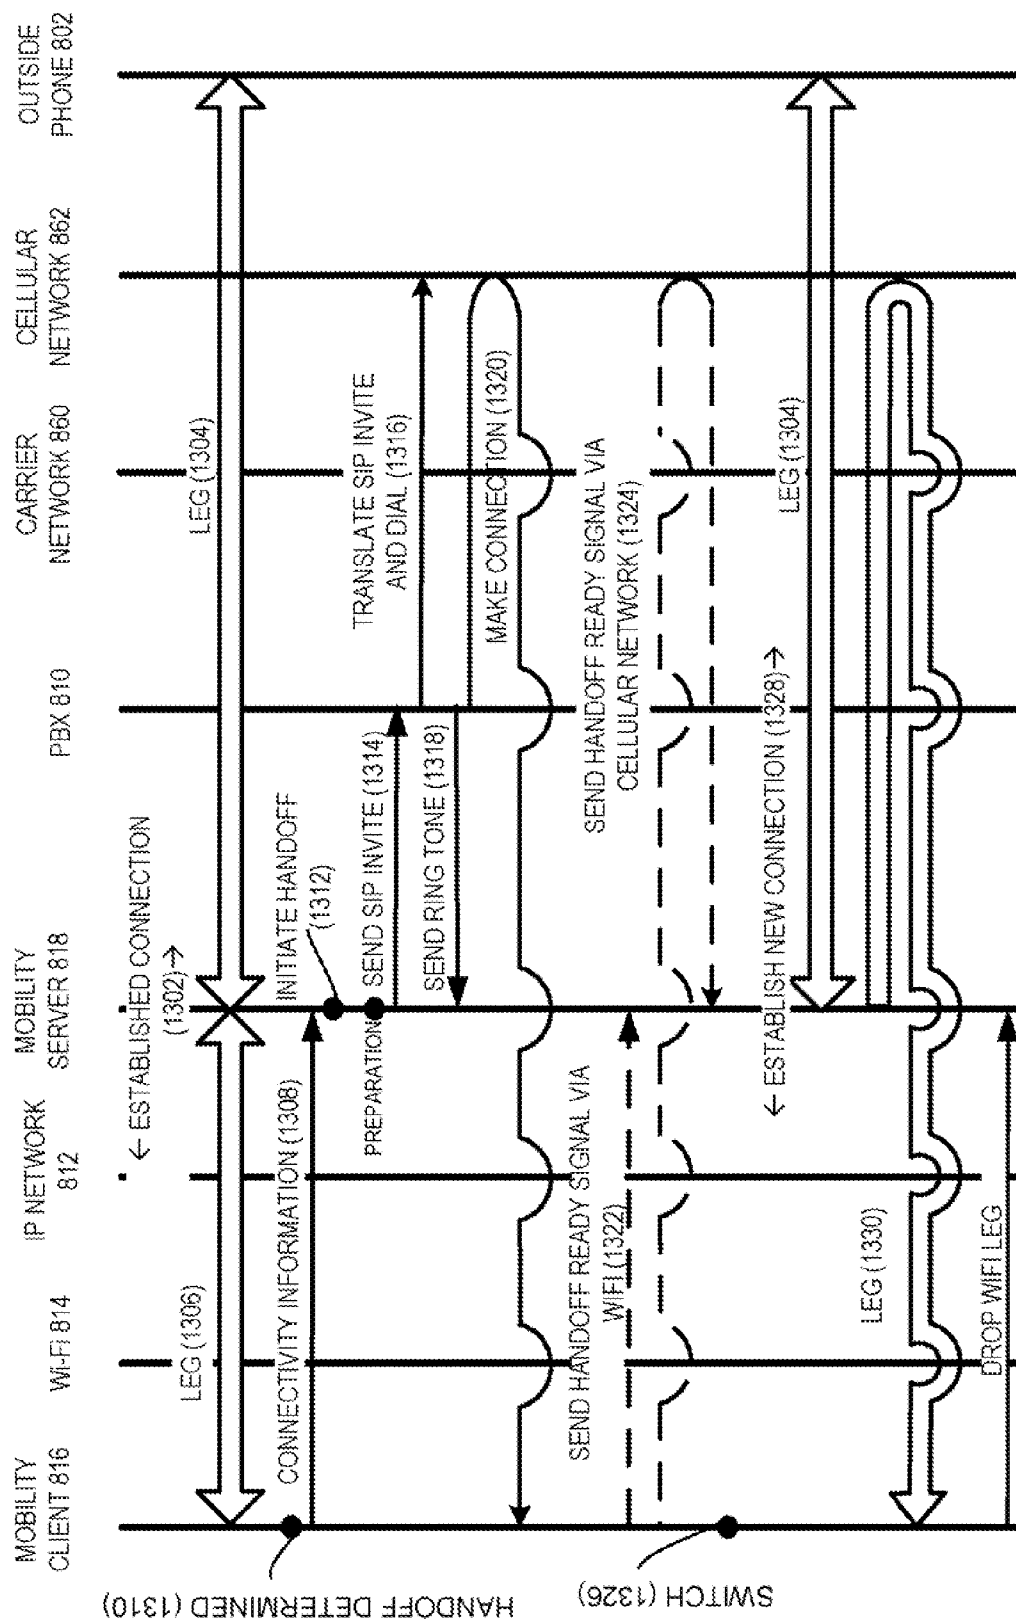 MOBILITY
CLIENT 816
Wi-Fi 814
IP NETWORK
812
MOBILITY
SERVER 818
PBX 810
CARRIER
NETWORK 860
CELLULAR
NETWORK 862
OUTSIDE
PHONE 802
← ESTABLISHED CONNECTION
(1302)→
LEG (1306)
LEG (1304)
HANDOFF DETERMINED (1310)
CONNECTIVITY INFORMATION (1308)
INITIATE HANDOFF
(1312)
PREPARATION
SEND SIP INVITE (1314)
TRANSLATE SIP INVITE
AND DIAL (1316)
SEND RING TONE (1318)
MAKE CONNECTION (1320)
SEND HANDOFF READY SIGNAL VIA
WIFI (1322)
SEND HANDOFF READY SIGNAL VIA
CELLULAR NETWORK (1324)
SWITCH (1326)
← ESTABLISH NEW CONNECTION (1328)→
LEG (1304)
LEG (1330)
DROP WIFI LEG